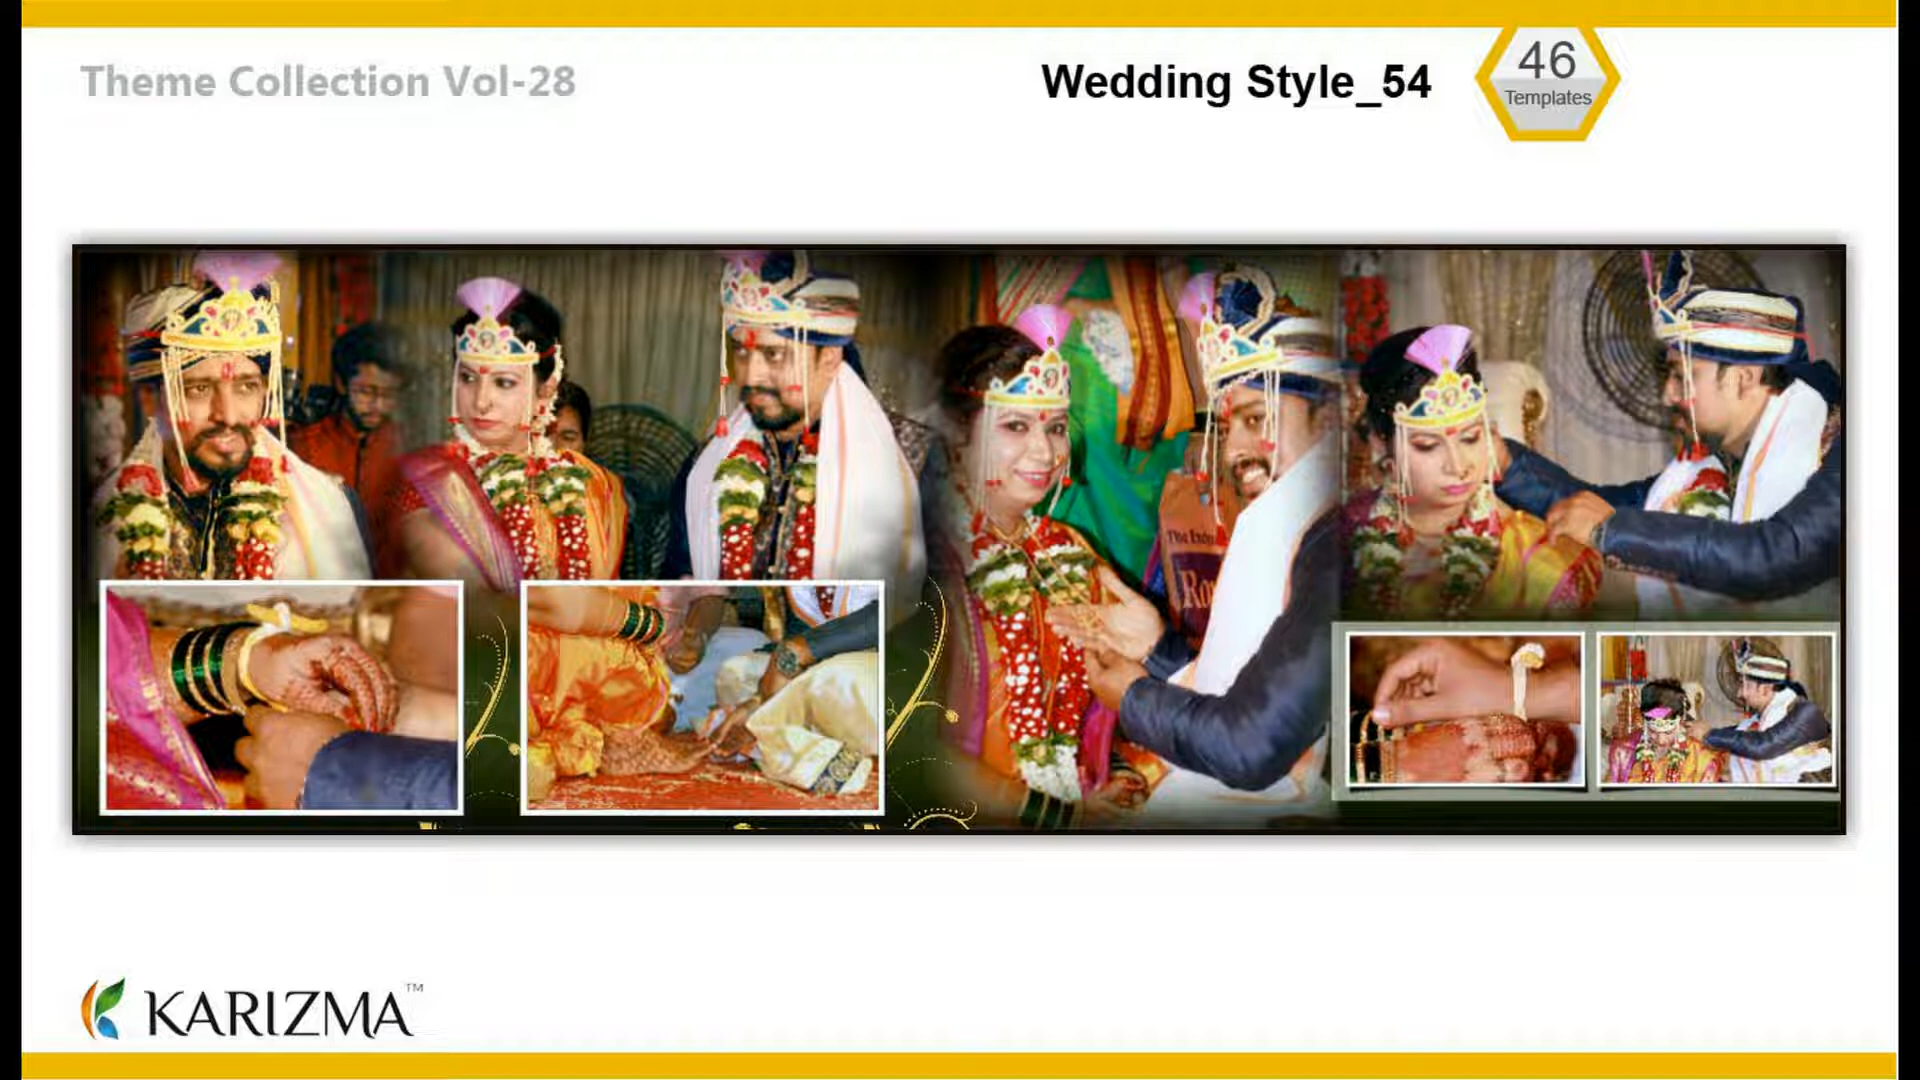 Theme Collection Vol-28
Wedding Style_54
46
Templates
KARIZMA™